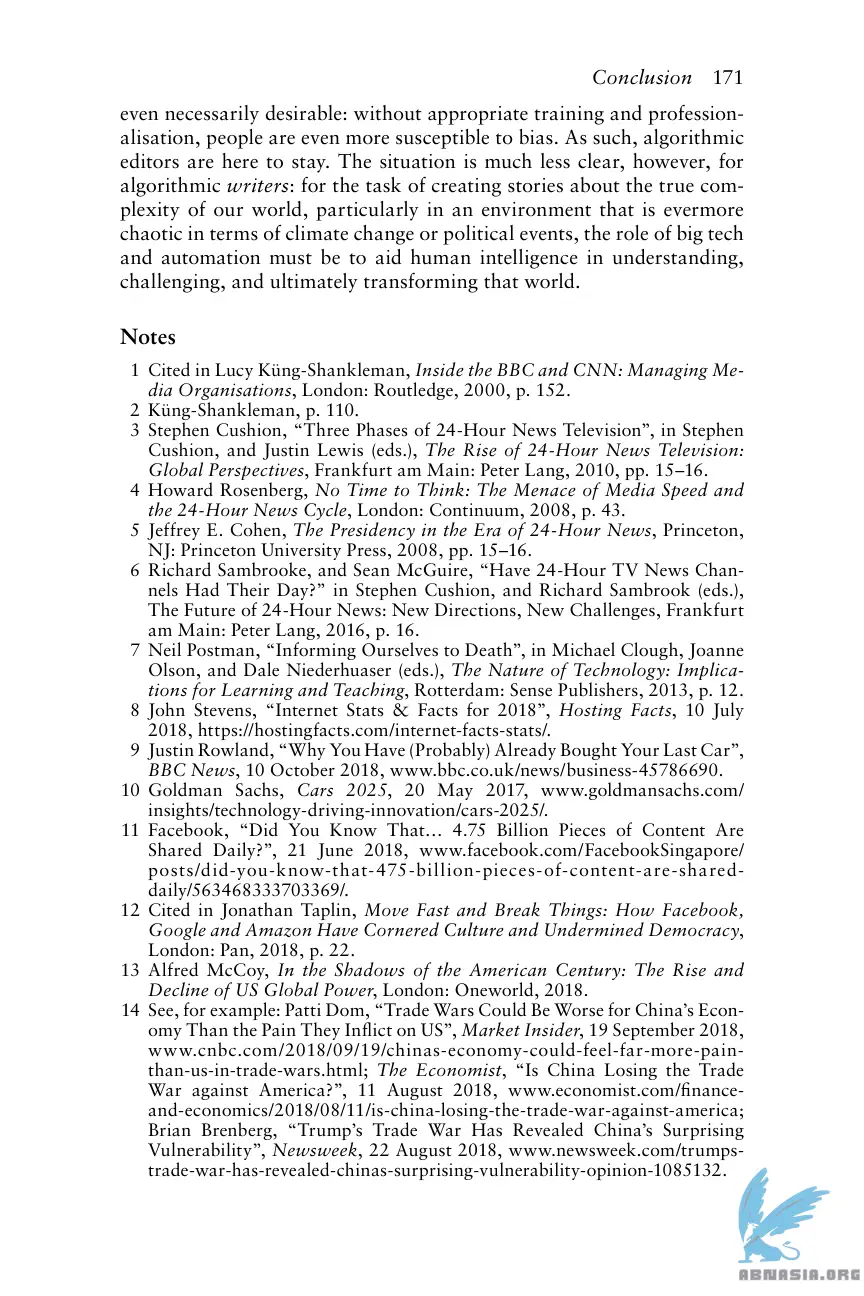 Conclusion 171
even necessarily desirable: without appropriate training and profession-
alisation, people are even more susceptible to bias. As such, algorithmic
editors are here to stay. The situation is much less clear, however, for
algorithmic writers: for the task of creating stories about the true com-
plexity of our world, particularly in an environment that is evermore
chaotic in terms of climate change or political events, the role of big tech
and automation must be to aid human intelligence in understanding,
challenging, and ultimately transforming that world.
Notes
1 Cited in Lucy Küng-Shankleman, Inside the BBC and CNN: Managing Me-
dia Organisations, London: Routledge, 2000, p. 152.
2 Küng-Shankleman, p. 110.
3 Stephen Cushion, “Three Phases of 24-Hour News Television”, in Stephen
Cushion, and Justin Lewis (eds.), The Rise of 24-Hour News Television:
Global Perspectives, Frankfurt am Main: Peter Lang, 2010, pp. 15–16.
4 Howard Rosenberg, No Time to Think: The Menace of Media Speed and
the 24-Hour News Cycle, London: Continuum, 2008, p. 43.
5 Jeffrey E. Cohen, The Presidency in the Era of 24-Hour News, Princeton,
NJ: Princeton University Press, 2008, pp. 15–16.
6 Richard Sambrooke, and Sean McGuire, “Have 24-Hour TV News Chan-
nels Had Their Day?” in Stephen Cushion, and Richard Sambrook (eds.),
The Future of 24-Hour News: New Directions, New Challenges, Frankfurt
am Main: Peter Lang, 2016, p. 16.
7 Neil Postman, “Informing Ourselves to Death”, in Michael Clough, Joanne
Olson, and Dale Niederhuaser (eds.), The Nature of Technology: Implica-
tions for Learning and Teaching, Rotterdam: Sense Publishers, 2013, p. 12.
8 John Stevens, “Internet Stats & Facts for 2018”, Hosting Facts, 10 July
2018, https://hostingfacts.com/internet-facts-stats/.
9 Justin Rowland, “Why You Have (Probably) Already Bought Your Last Car”,
BBC News, 10 October 2018, www.bbc.co.uk/news/business-45786690.
10 Goldman Sachs, Cars 2025, 20 May 2017, www.goldmansachs.com/
insights/technology-driving-innovation/cars-2025/.
11 Facebook, “Did You Know That… 4.75 Billion Pieces of Content Are
Shared Daily?”, 21 June 2018, www.facebook.com/FacebookSingapore/
posts/did-you-know-that-475-billion-pieces-of-content-are-shared-
daily/563468333703369/.
12 Cited in Jonathan Taplin, Move Fast and Break Things: How Facebook,
Google and Amazon Have Cornered Culture and Undermined Democracy,
London: Pan, 2018, p. 22.
13 Alfred McCoy, In the Shadows of the American Century: The Rise and
Decline of US Global Power, London: Oneworld, 2018.
14 See, for example: Patti Dom, “Trade Wars Could Be Worse for China’s Econ-
omy Than the Pain They Inflict on US”, Market Insider, 19 September 2018,
www.cnbc.com/2018/09/19/chinas-economy-could-feel-far-more-pain-
than-us-in-trade-wars.html; The Economist, “Is China Losing the Trade
War against America?”, 11 August 2018, www.economist.com/finance-
and-economics/2018/08/11/is-china-losing-the-trade-war-against-america;
Brian Brenberg, “Trump’s Trade War Has Revealed China’s Surprising
Vulnerability”, Newsweek, 22 August 2018, www.newsweek.com/trumps-
trade-war-has-revealed-chinas-surprising-vulnerability-opinion-1085132.
ABNASIA.ORG